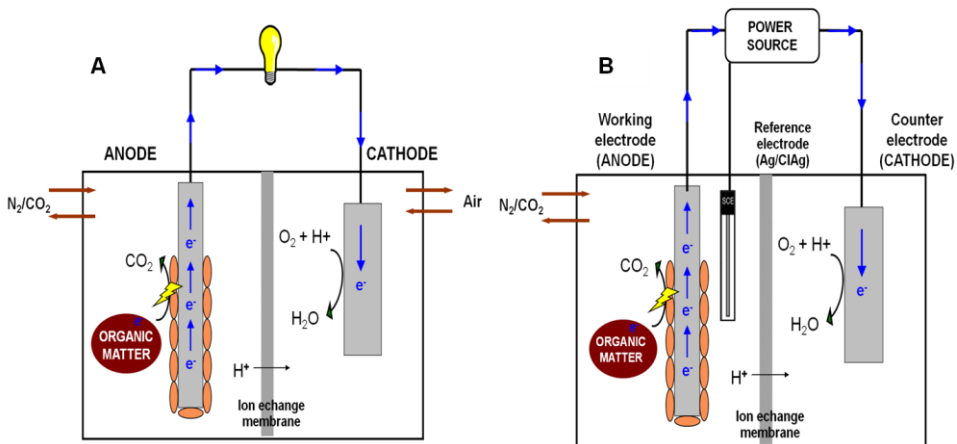 A
ANODE
CATHODE
N₂/CO₂
Air
CO₂
e⁻
e⁻
e⁻
e⁻
e⁻
ORGANIC
MATTER
O₂ + H+
e⁻
H₂O
H⁺
Ion echange
membrane
B
POWER
SOURCE
Working
electrode
(ANODE)
Reference
electrode
(Ag/ClAg)
Counter
electrode
(CATHODE)
N₂/CO₂
SCE
CO₂
e⁻
e⁻
e⁻
e⁻
e⁻
ORGANIC
MATTER
O₂ + H+
e⁻
H₂O
H⁺
Ion echange
membrane